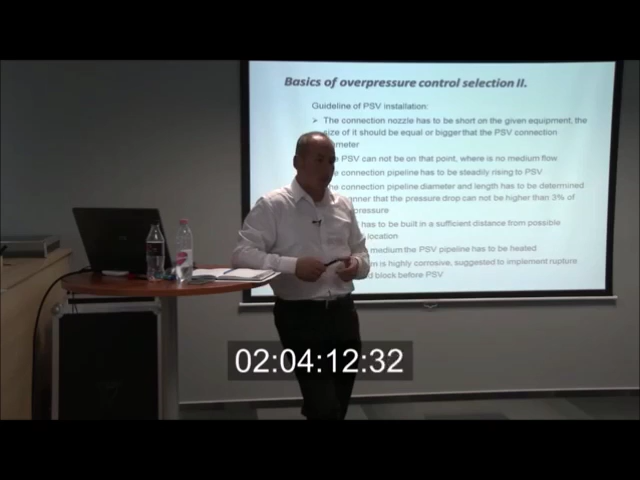 Basics of overpressure control selection II.
Guideline of PSV installation:
➤ The connection nozzle has to be short on the given equipment, the
size of it should be equal or bigger that the PSV connection
meter
PSV can not be on that point, where is no medium flow
connection pipeline has to be steadily rising to PSV
connection pipeline diameter and length has to be determined
manner that the pressure drop can not be higher than 3% of
pressure
has to be built in a sufficient distance from possible
location
medium the PSV pipeline has to be heated
is highly corrosive, suggested to implement rupture
block before PSV
02:04:12:32